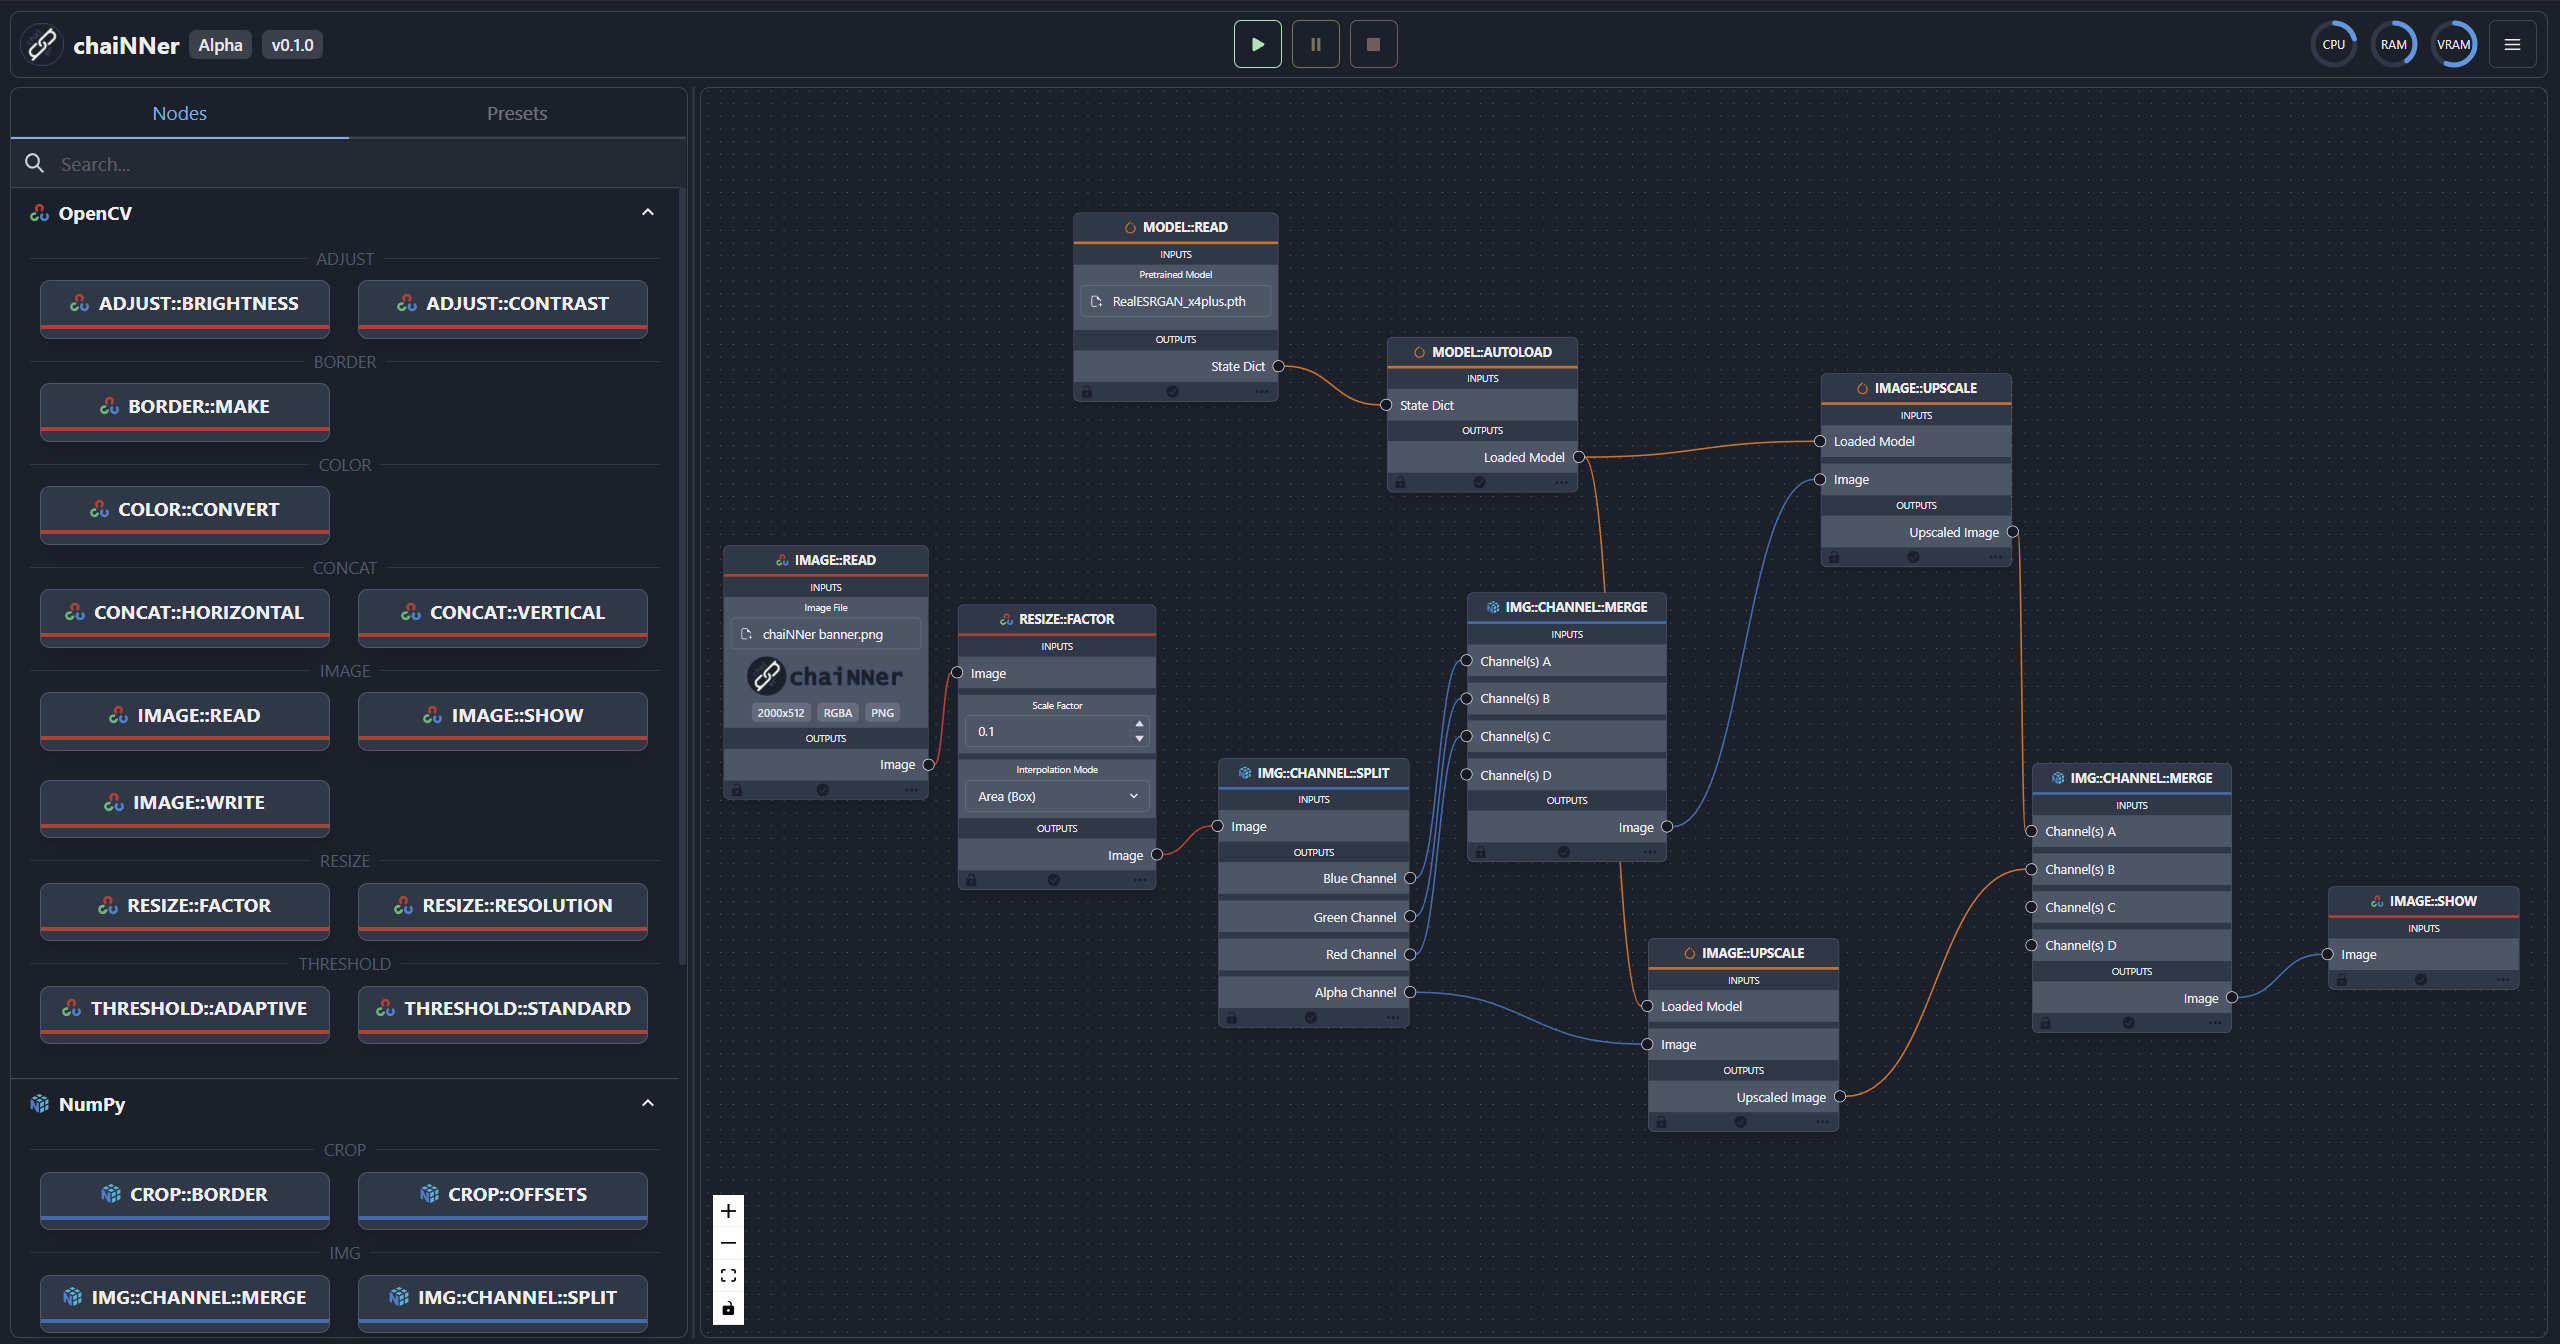 chaiNNer Alpha v0.1.0
CPU RAM VRAM
Nodes Presets
Search...
OpenCV
ADJUST
ADJUST::BRIGHTNESS ADJUST::CONTRAST
BORDER
BORDER::MAKE
COLOR
COLOR::CONVERT
CONCAT
CONCAT::HORIZONTAL CONCAT::VERTICAL
IMAGE
IMAGE::READ IMAGE::SHOW
IMAGE::WRITE
RESIZE
RESIZE::FACTOR RESIZE::RESOLUTION
THRESHOLD
THRESHOLD::ADAPTIVE THRESHOLD::STANDARD
NumPy
CROP
CROP::BORDER CROP::OFFSETS
IMG
IMG::CHANNEL::MERGE IMG::CHANNEL::SPLIT
MODEL::READ
INPUTS
Pretrained Model
RealESRGAN_x4plus.pth
OUTPUTS
State Dict
MODEL::AUTOLOAD
INPUTS
State Dict
OUTPUTS
Loaded Model
IMAGE::UPSCALE
INPUTS
Loaded Model
Image
OUTPUTS
Upscaled Image
IMAGE::READ
INPUTS
Image File
chaiNNer banner.png
chaiNNer
2000x512 RGBA PNG
OUTPUTS
Image
RESIZE::FACTOR
INPUTS
Image
Scale Factor
0.1
Interpolation Mode
Area (Box)
OUTPUTS
Image
IMG::CHANNEL::SPLIT
INPUTS
Image
OUTPUTS
Blue Channel
Green Channel
Red Channel
Alpha Channel
IMG::CHANNEL::MERGE
INPUTS
Channel(s) A
Channel(s) B
Channel(s) C
Channel(s) D
OUTPUTS
Image
IMAGE::UPSCALE
INPUTS
Loaded Model
Image
OUTPUTS
Upscaled Image
IMG::CHANNEL::MERGE
INPUTS
Channel(s) A
Channel(s) B
Channel(s) C
Channel(s) D
OUTPUTS
Image
IMAGE::SHOW
INPUTS
Image